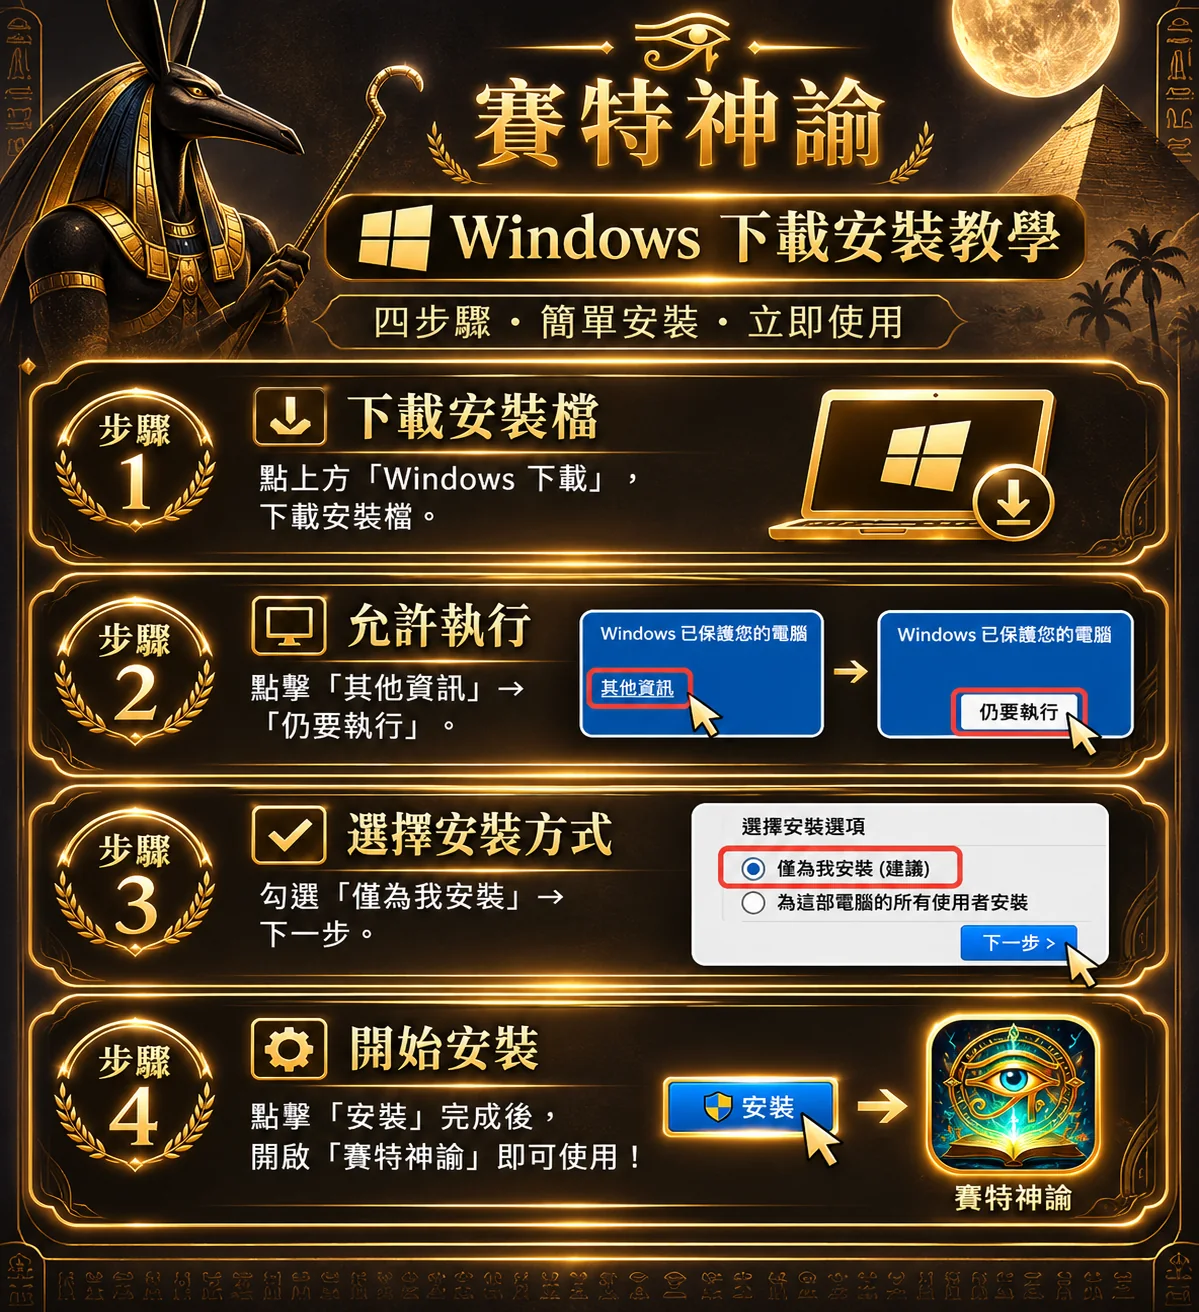 賽特神諭
Windows 下載安裝教學
四步驟・簡單安裝・立即使用
步驟
1
下載安裝檔
點上方「Windows 下載」，
下載安裝檔。
步驟
2
允許執行
點擊「其他資訊」→
「仍要執行」。
Windows 已保護您的電腦
其他資訊
→
Windows 已保護您的電腦
仍要執行
步驟
3
選擇安裝方式
勾選「僅為我安裝」→
下一步。
選擇安裝選項
僅為我安裝 (建議)
為這部電腦的所有使用者安裝
下一步 >
步驟
4
開始安裝
點擊「安裝」完成後，
開啟「賽特神諭」即可使用！
安裝
→
賽特神諭